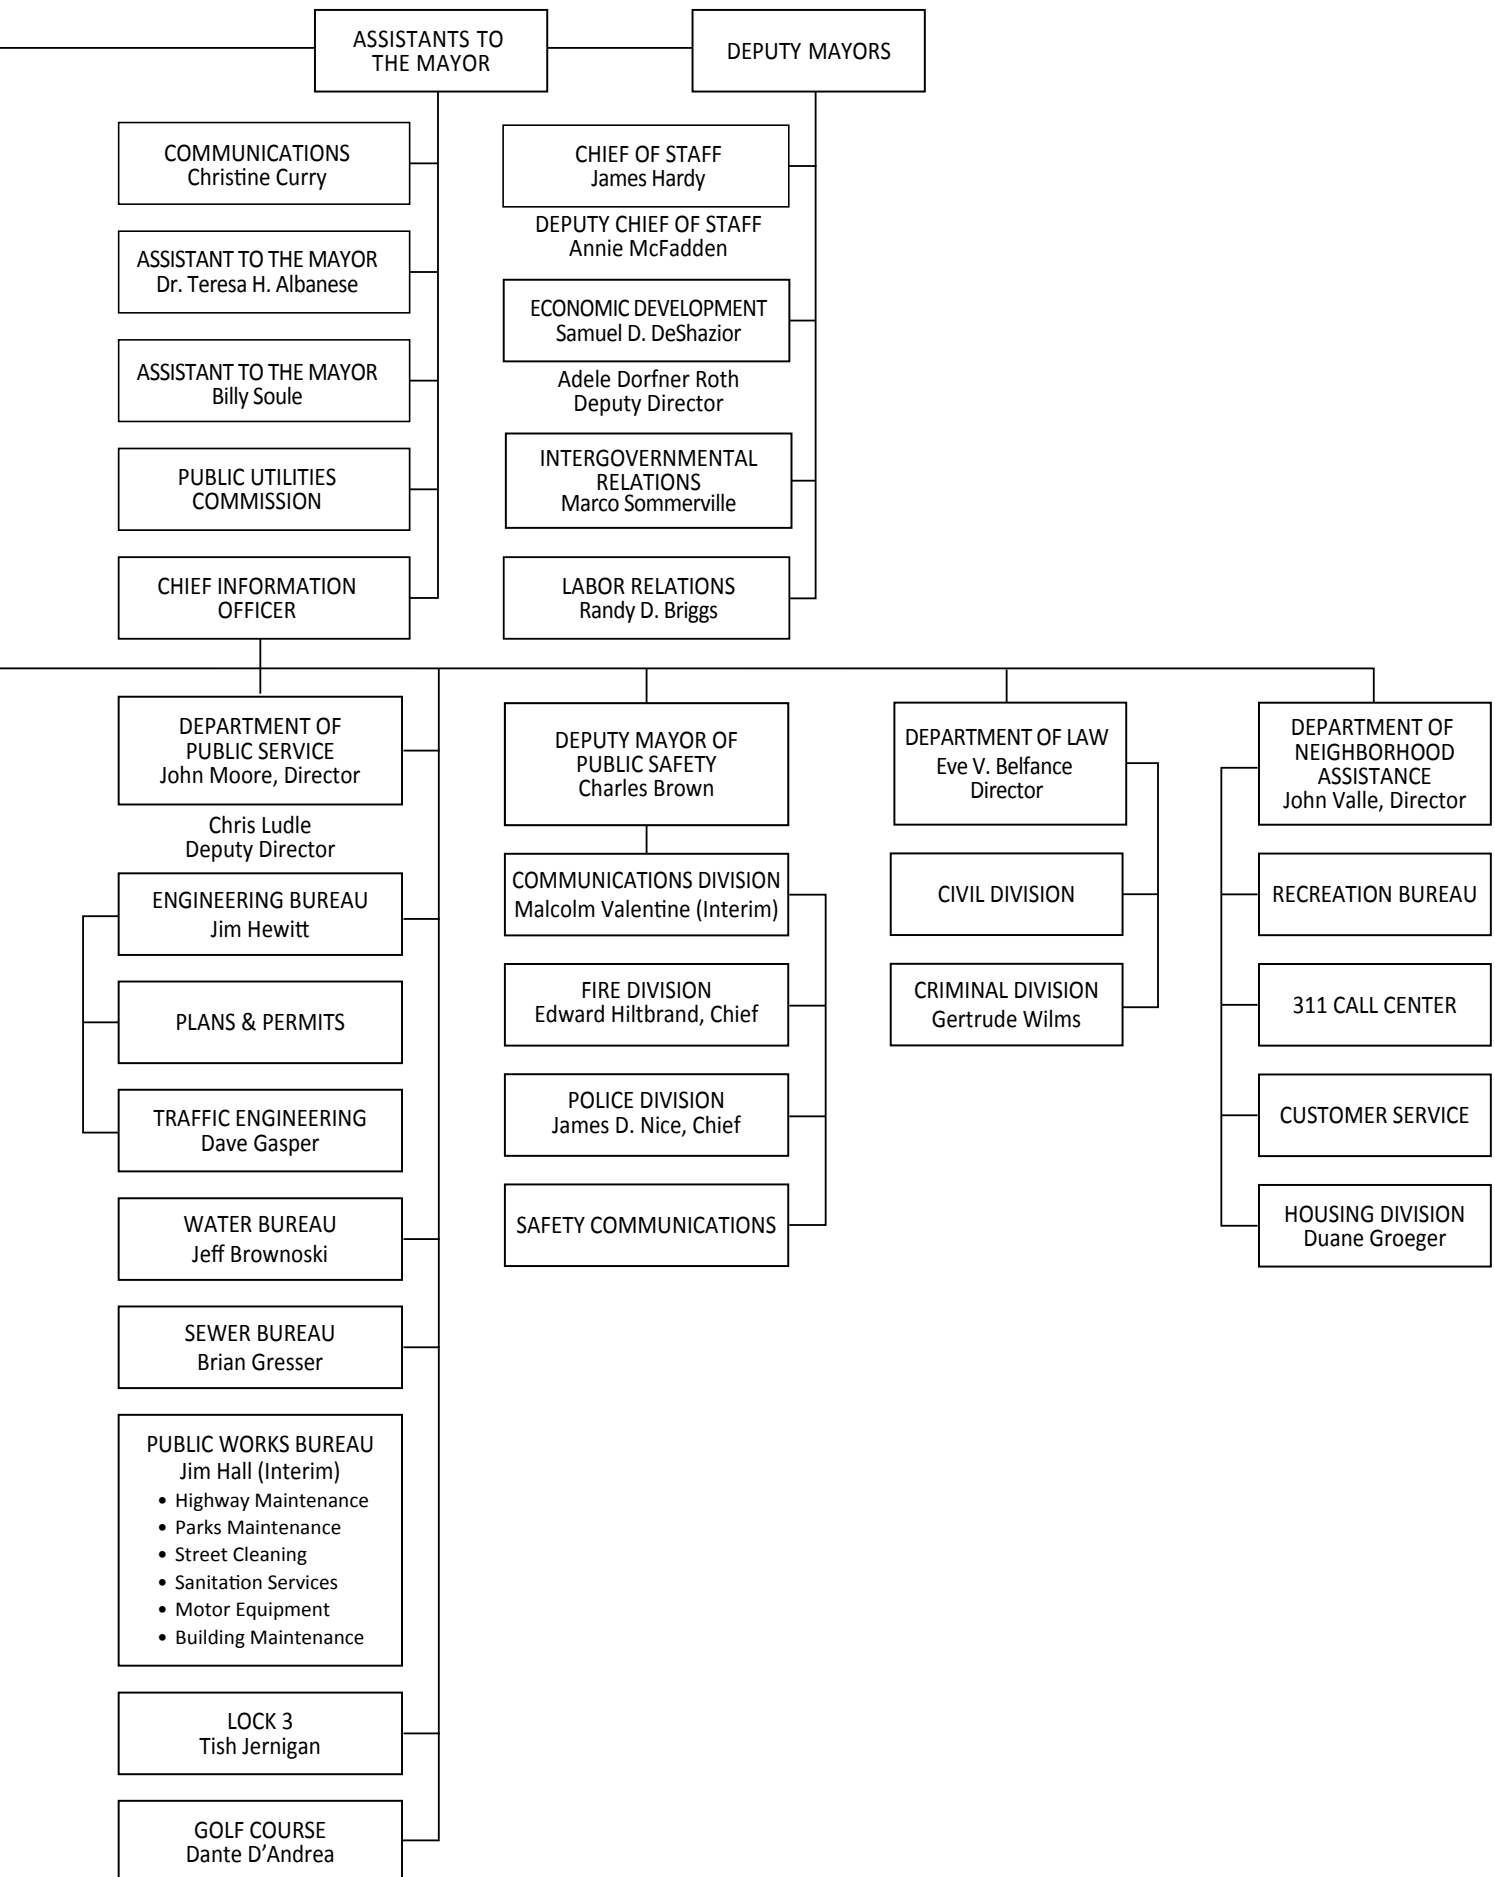 ASSISTANTS TO
THE MAYOR
DEPUTY MAYORS
COMMUNICATIONS
Christine Curry
ASSISTANT TO THE MAYOR
Dr. Teresa H. Albanese
ASSISTANT TO THE MAYOR
Billy Soule
PUBLIC UTILITIES
COMMISSION
CHIEF INFORMATION
OFFICER
CHIEF OF STAFF
James Hardy
DEPUTY CHIEF OF STAFF
Annie McFadden
ECONOMIC DEVELOPMENT
Samuel D. DeShazior
Adele Dorfner Roth
Deputy Director
INTERGOVERNMENTAL
RELATIONS
Marco Sommerville
LABOR RELATIONS
Randy D. Briggs
DEPARTMENT OF
PUBLIC SERVICE
John Moore, Director
Chris Ludle
Deputy Director
ENGINEERING BUREAU
Jim Hewitt
PLANS & PERMITS
TRAFFIC ENGINEERING
Dave Gasper
WATER BUREAU
Jeff Brownoski
SEWER BUREAU
Brian Gresser
PUBLIC WORKS BUREAU
Jim Hall (Interim)
• Highway Maintenance
• Parks Maintenance
• Street Cleaning
• Sanitation Services
• Motor Equipment
• Building Maintenance
LOCK 3
Tish Jernigan
GOLF COURSE
Dante D’Andrea
DEPUTY MAYOR OF
PUBLIC SAFETY
Charles Brown
COMMUNICATIONS DIVISION
Malcolm Valentine (Interim)
FIRE DIVISION
Edward Hiltbrand, Chief
POLICE DIVISION
James D. Nice, Chief
SAFETY COMMUNICATIONS
DEPARTMENT OF LAW
Eve V. Belfance
Director
CIVIL DIVISION
CRIMINAL DIVISION
Gertrude Wilms
DEPARTMENT OF
NEIGHBORHOOD
ASSISTANCE
John Valle, Director
RECREATION BUREAU
311 CALL CENTER
CUSTOMER SERVICE
HOUSING DIVISION
Duane Groeger